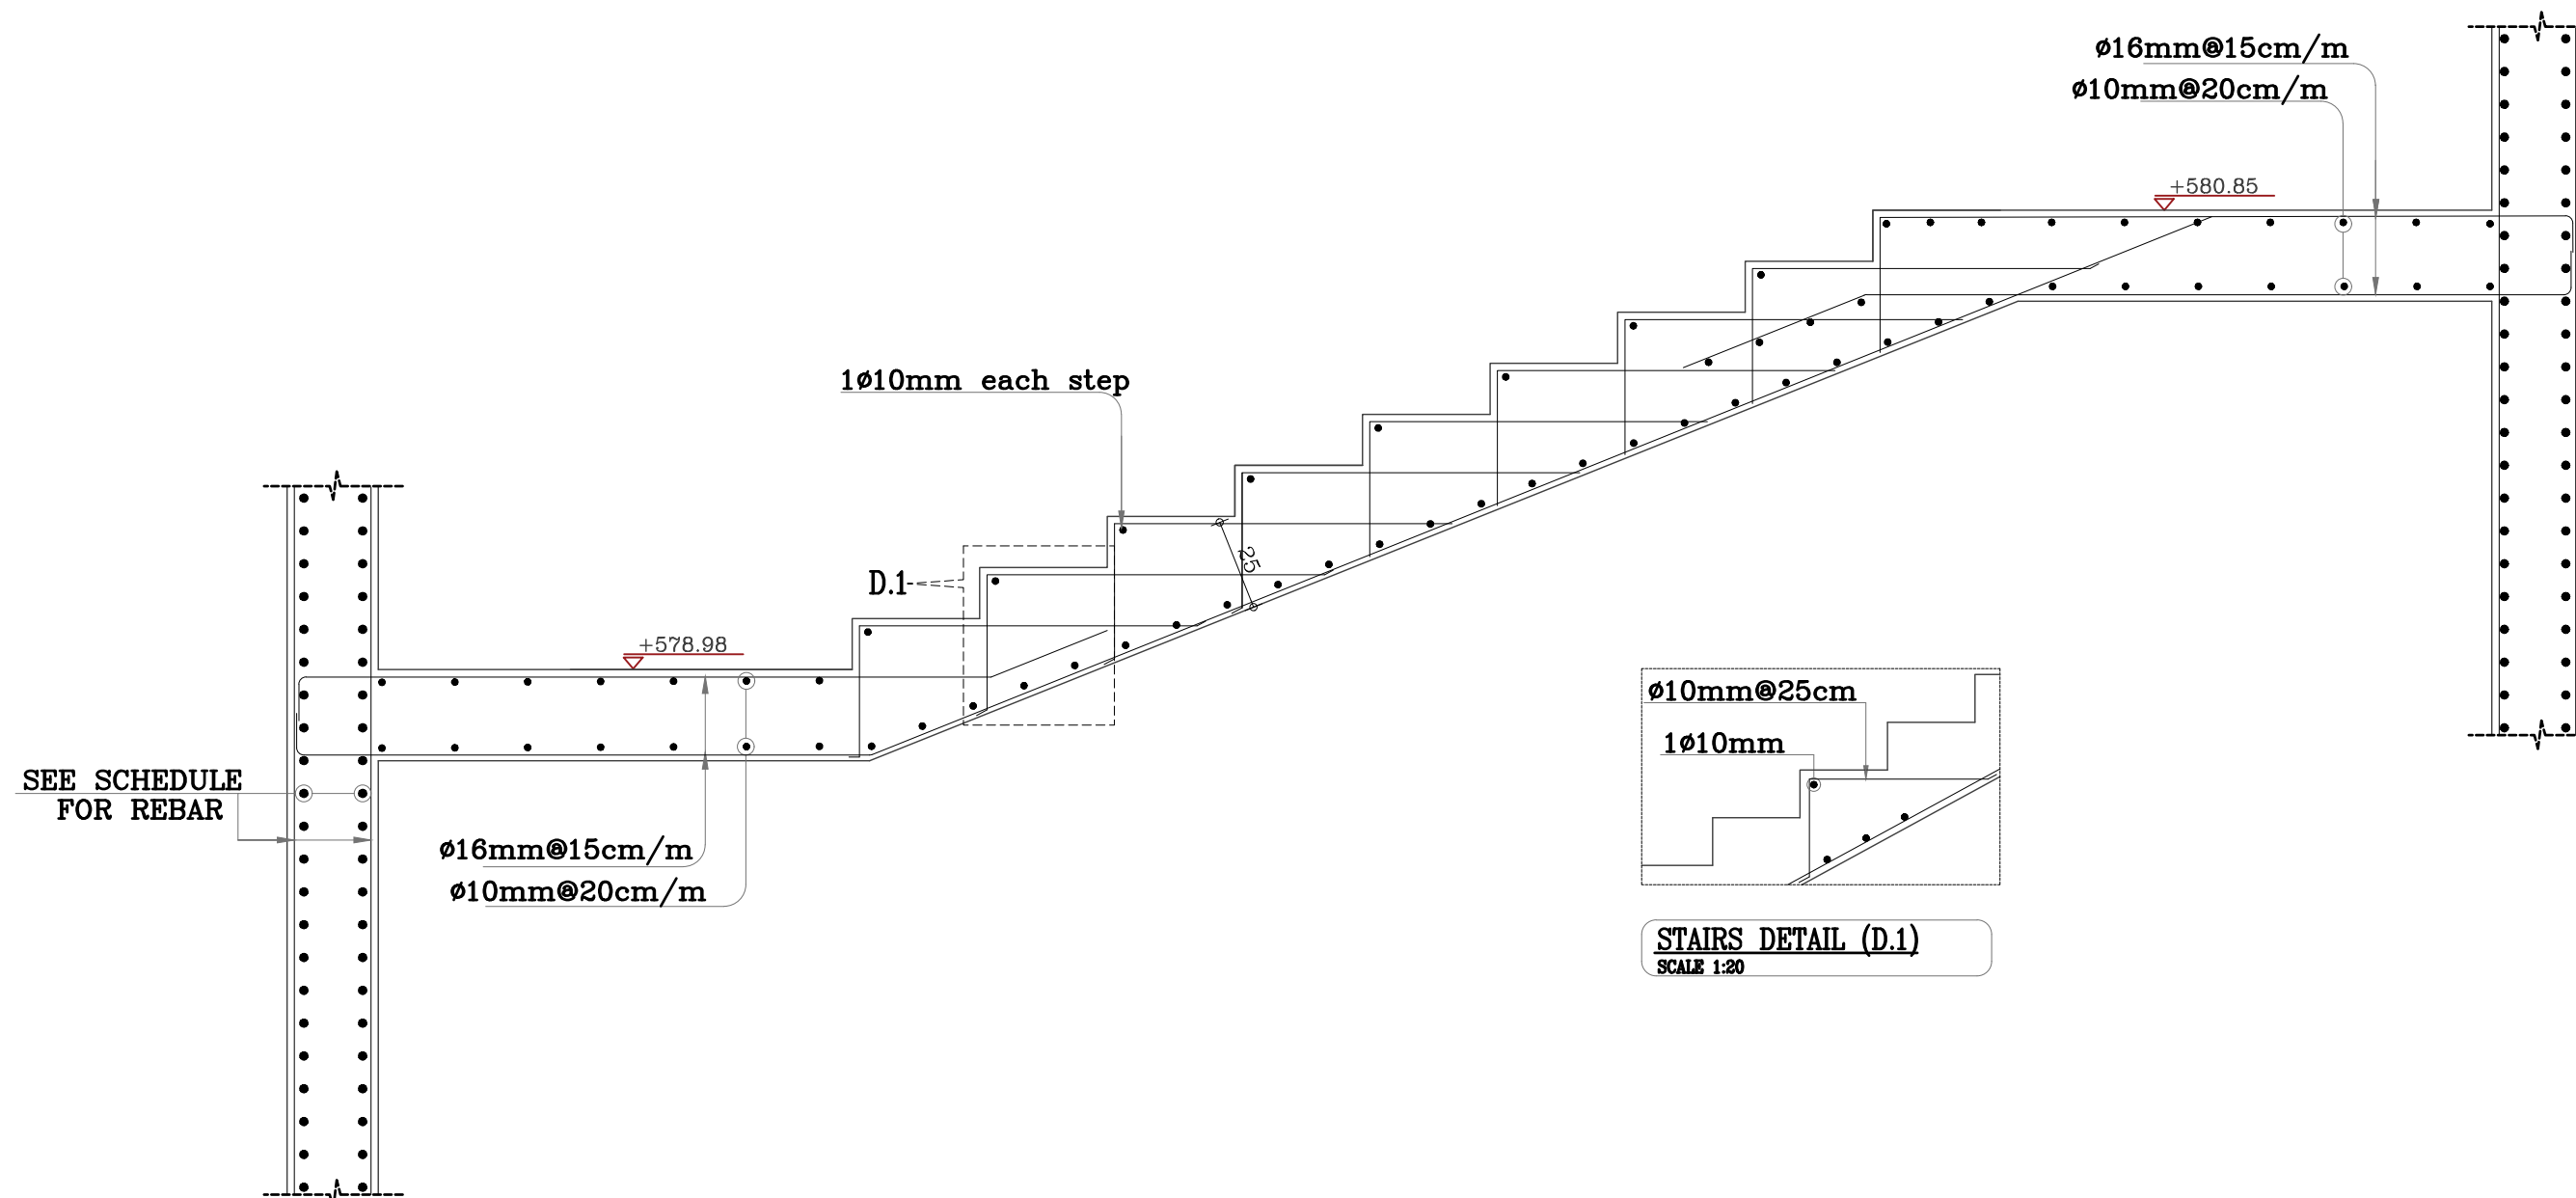 ø16mm@15cm/m
ø10mm@20cm/m
+580.85
1ø10mm each step
25
D.1
+578.98
SEE SCHEDULE
FOR REBAR
ø16mm@15cm/m
ø10mm@20cm/m
ø10mm@25cm
1ø10mm
STAIRS DETAIL (D.1)
SCALE 1:20